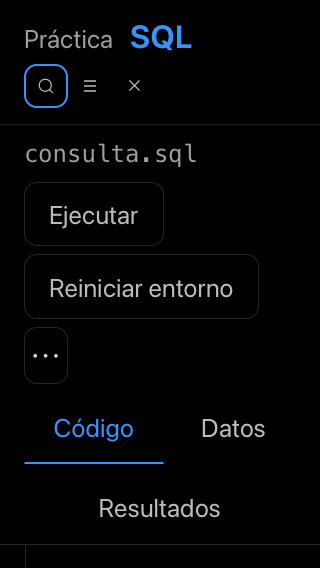 Práctica SQL
consulta.sql
Ejecutar
Reiniciar entorno
...
Código Datos
Resultados